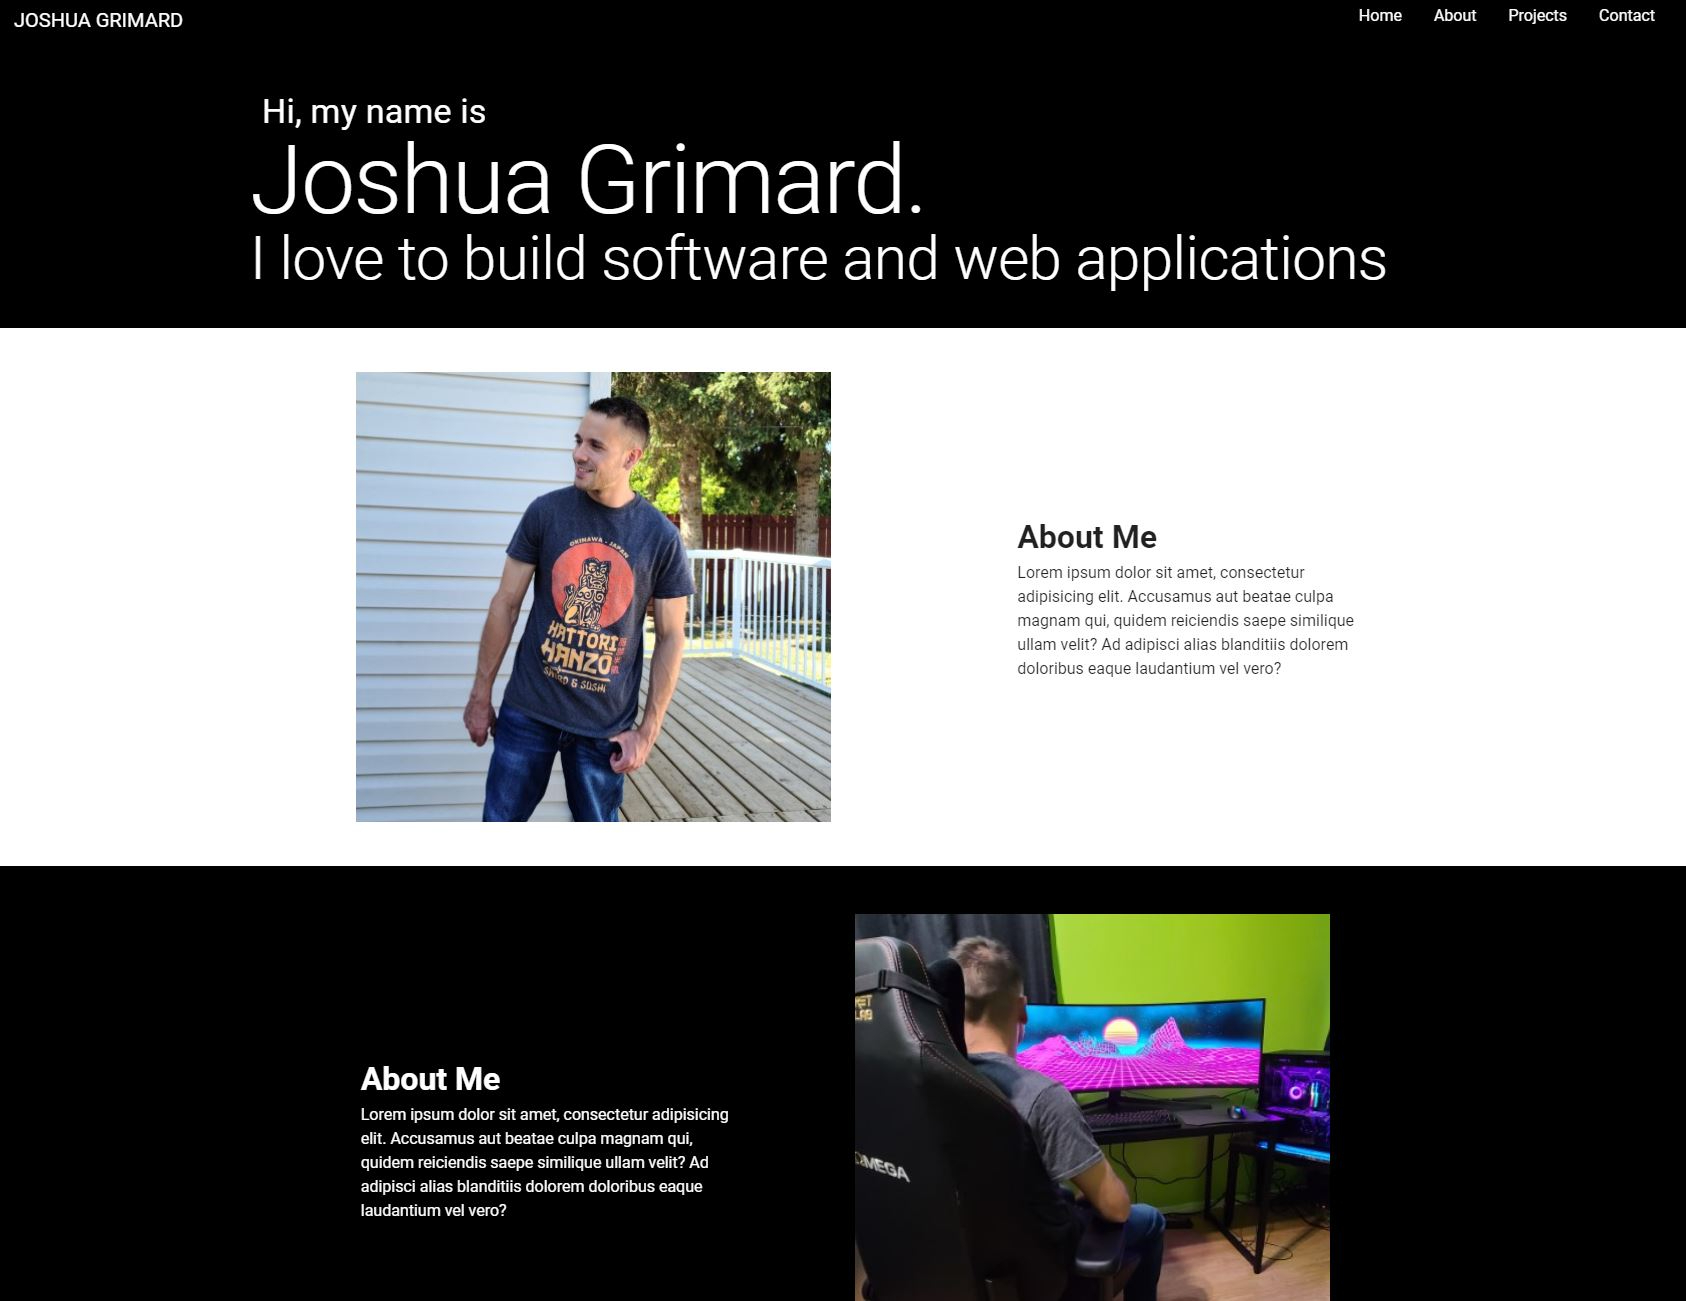 JOSHUA GRIMARD
Home About Projects Contact
Hi, my name is
Joshua Grimard.
I love to build software and web applications
OKINAWA - JAPAN
HATTORI
HANZO
& SUSHI
About Me
Lorem ipsum dolor sit amet, consectetur
adipisicing elit. Accusamus aut beatae culpa
magnam qui, quidem reiciendis saepe similique
ullam velit? Ad adipisci alias blanditiis dolorem
doloribus eaque laudantium vel vero?
About Me
Lorem ipsum dolor sit amet, consectetur adipisicing
elit. Accusamus aut beatae culpa magnam qui,
quidem reiciendis saepe similique ullam velit? Ad
adipisci alias blanditiis dolorem doloribus eaque
laudantium vel vero?